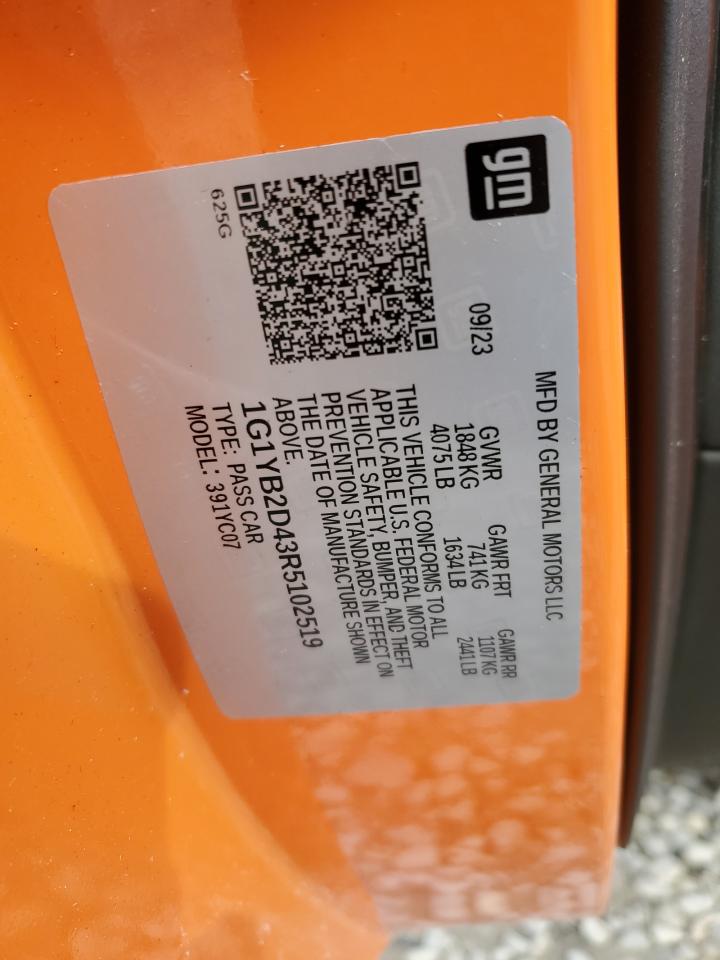 gm
MFD BY GENERAL MOTORS LLC
09/23
GVWR GAWR FRT GAWR RR
1848 KG 741 KG 1107 KG
4075 LB 1634 LB 2441 LB
THIS VEHICLE CONFORMS TO ALL
APPLICABLE U.S. FEDERAL MOTOR
VEHICLE SAFETY, BUMPER, AND THEFT
PREVENTION STANDARDS IN EFFECT ON
THE DATE OF MANUFACTURE SHOWN
ABOVE.
1G1YB2D43R5102519
TYPE: PASS CAR
MODEL: 391YC07
625G